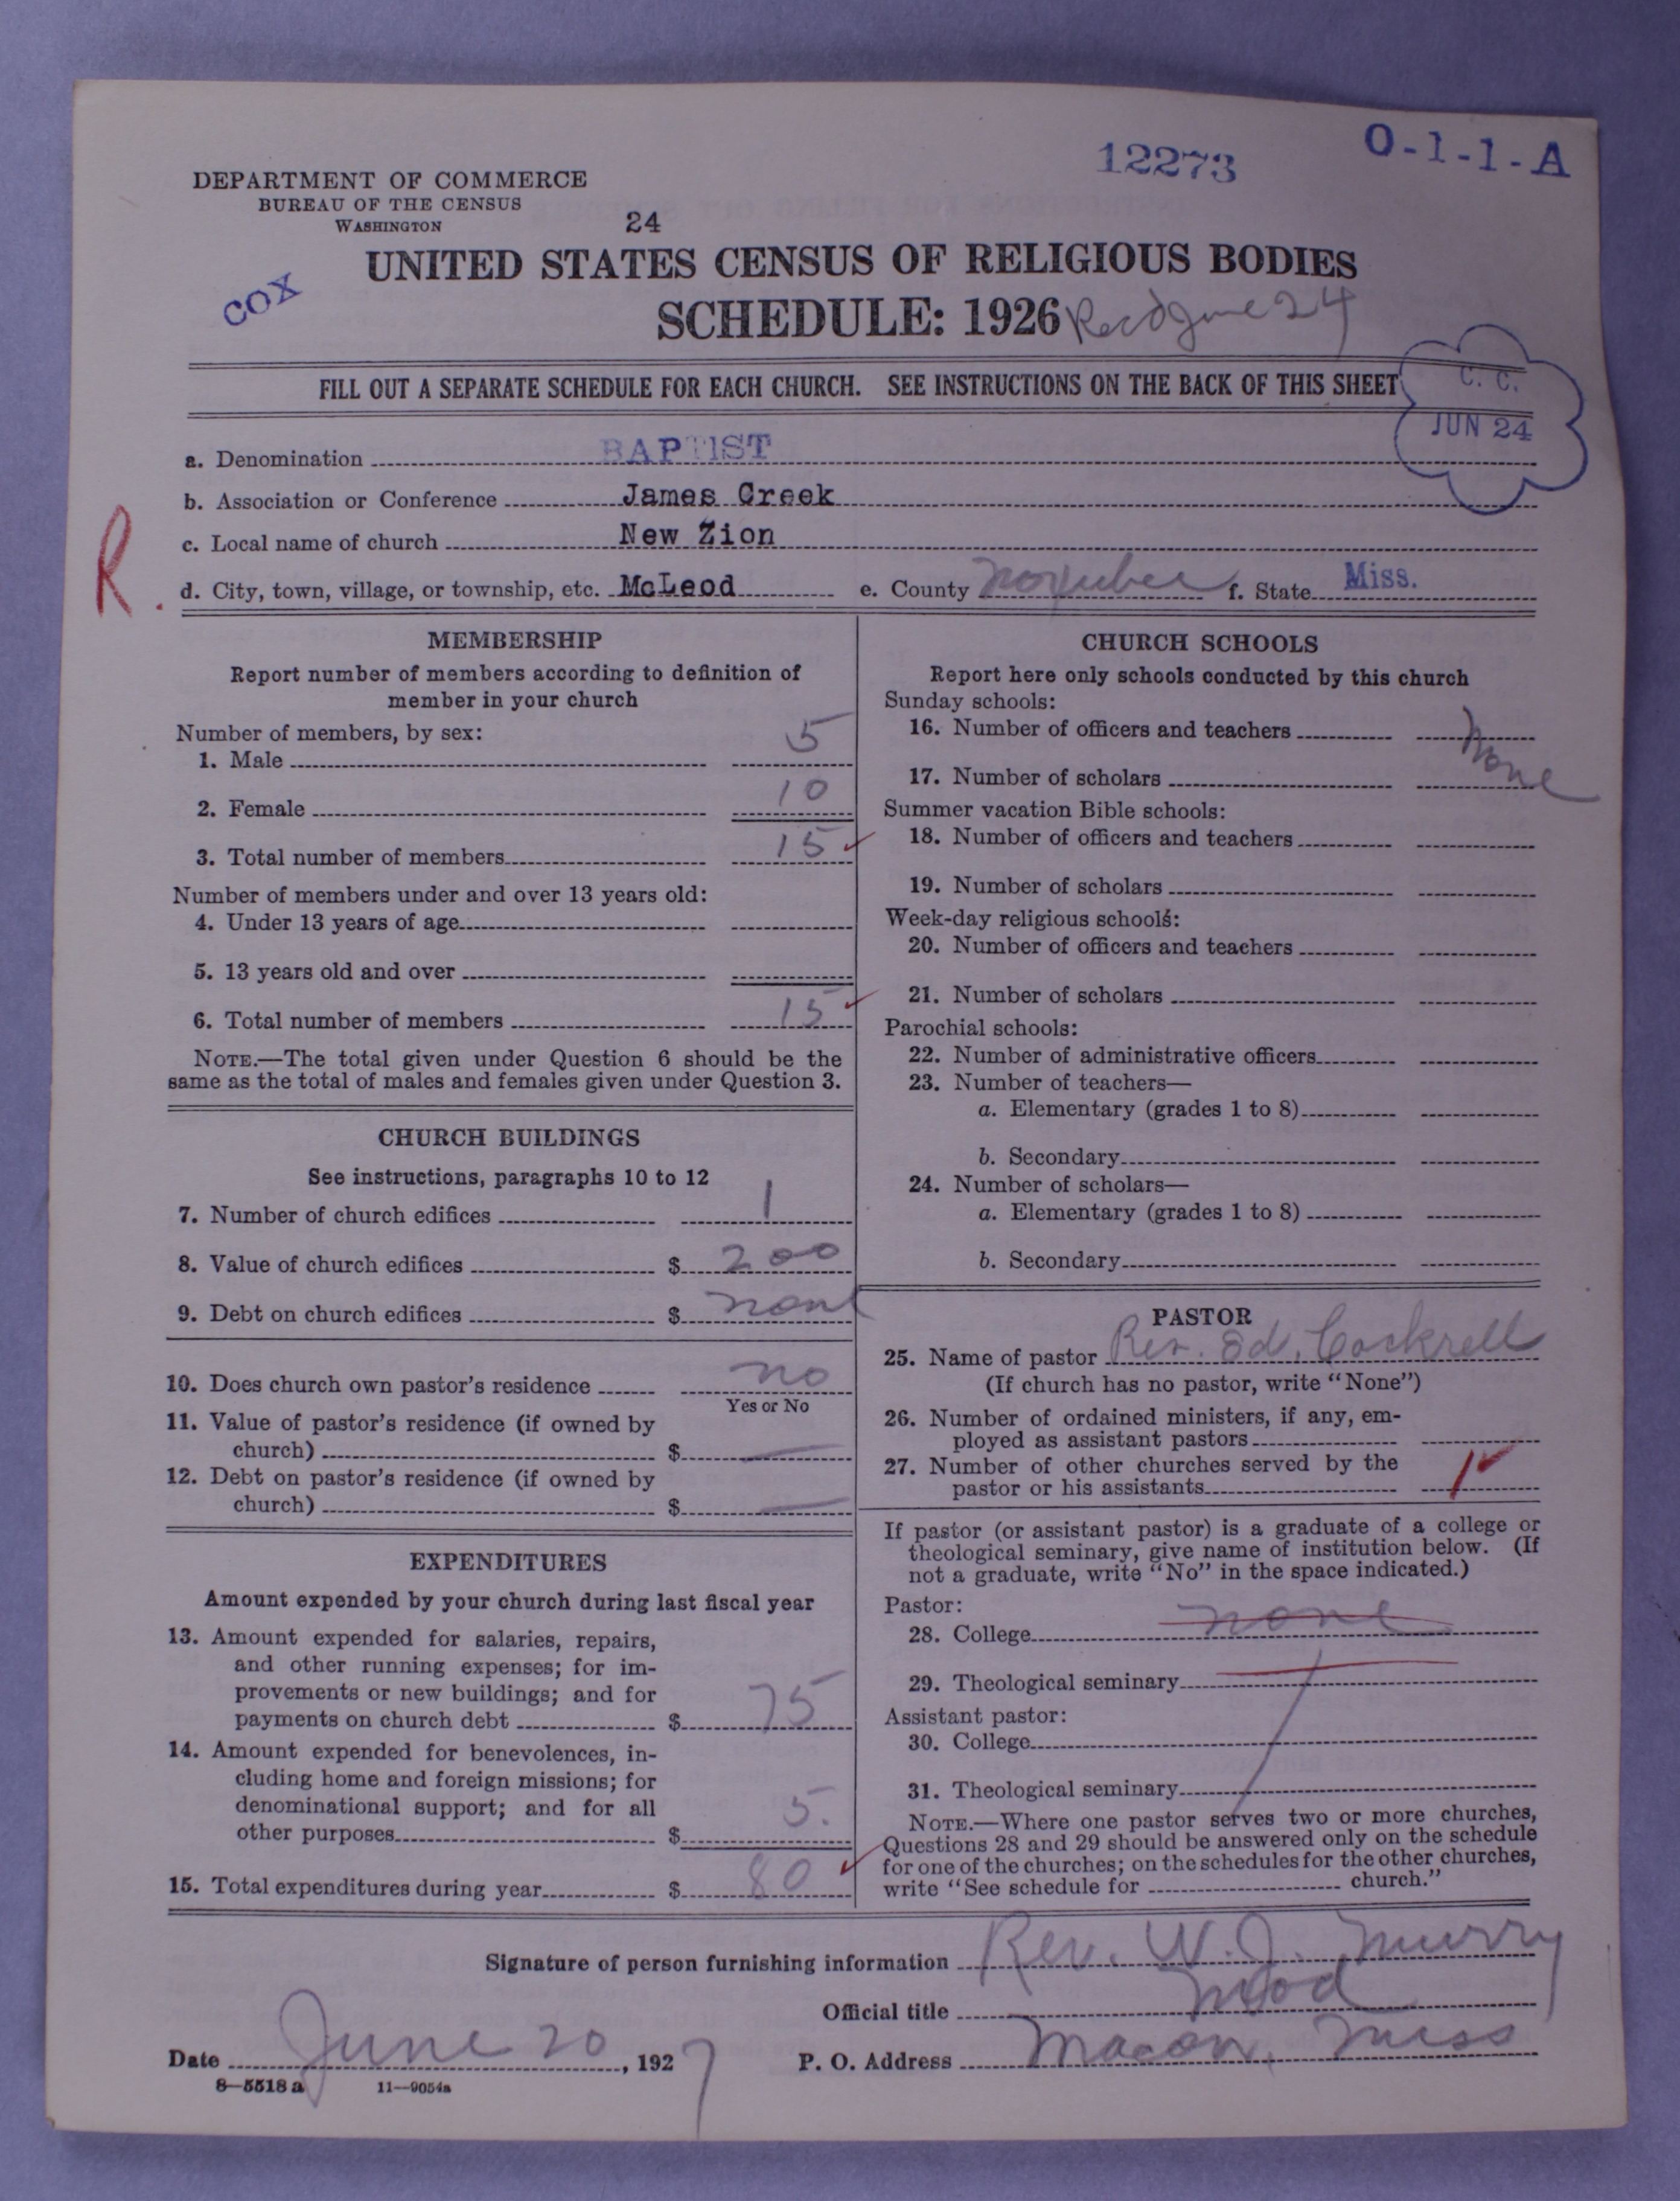 12273
O-1-1-A
DEPARTMENT OF COMMERCE
BUREAU OF THE CENSUS
WASHINGTON
24
COX
UNITED STATES CENSUS OF RELIGIOUS BODIES
SCHEDULE: 1926 Recd June 24
FILL OUT A SEPARATE SCHEDULE FOR EACH CHURCH. SEE INSTRUCTIONS ON THE BACK OF THIS SHEET
C. C.
JUN 24
a. Denomination BAPTIST
b. Association or Conference James Creek
c. Local name of church New Zion
R.
d. City, town, village, or township, etc. McLeod e. County Noxubee f. State Miss.
MEMBERSHIP
Report number of members according to definition of
member in your church
Number of members, by sex:
1. Male 5
2. Female 10
3. Total number of members 15
Number of members under and over 13 years old:
4. Under 13 years of age
5. 13 years old and over
6. Total number of members 15
NOTE.—The total given under Question 6 should be the
same as the total of males and females given under Question 3.
CHURCH BUILDINGS
See instructions, paragraphs 10 to 12
7. Number of church edifices 1
8. Value of church edifices $ 200
9. Debt on church edifices $ none
10. Does church own pastor's residence no
Yes or No
11. Value of pastor's residence (if owned by
church) $ —
12. Debt on pastor's residence (if owned by
church) $ —
EXPENDITURES
Amount expended by your church during last fiscal year
13. Amount expended for salaries, repairs,
and other running expenses; for im-
provements or new buildings; and for
payments on church debt $ 75
14. Amount expended for benevolences, in-
cluding home and foreign missions; for
denominational support; and for all
other purposes $ 5.
15. Total expenditures during year $ 80
CHURCH SCHOOLS
Report here only schools conducted by this church
Sunday schools:
16. Number of officers and teachers None
17. Number of scholars
Summer vacation Bible schools:
18. Number of officers and teachers
19. Number of scholars
Week-day religious schools:
20. Number of officers and teachers
21. Number of scholars
Parochial schools:
22. Number of administrative officers
23. Number of teachers—
a. Elementary (grades 1 to 8)
b. Secondary
24. Number of scholars—
a. Elementary (grades 1 to 8)
b. Secondary
PASTOR
25. Name of pastor Rev. Ed. Cockrell
(If church has no pastor, write "None")
26. Number of ordained ministers, if any, em-
ployed as assistant pastors
27. Number of other churches served by the
pastor or his assistants 1
If pastor (or assistant pastor) is a graduate of a college or
theological seminary, give name of institution below. (If
not a graduate, write "No" in the space indicated.)
Pastor:
28. College none
29. Theological seminary
Assistant pastor:
30. College
31. Theological seminary
NOTE.—Where one pastor serves two or more churches,
Questions 28 and 29 should be answered only on the schedule
for one of the churches; on the schedules for the other churches,
write "See schedule for church."
Signature of person furnishing information Rev. W. J. Murry
Official title Mod
Date June 20, 1927 P. O. Address Macon, Miss
8—5518 a 11—9054a